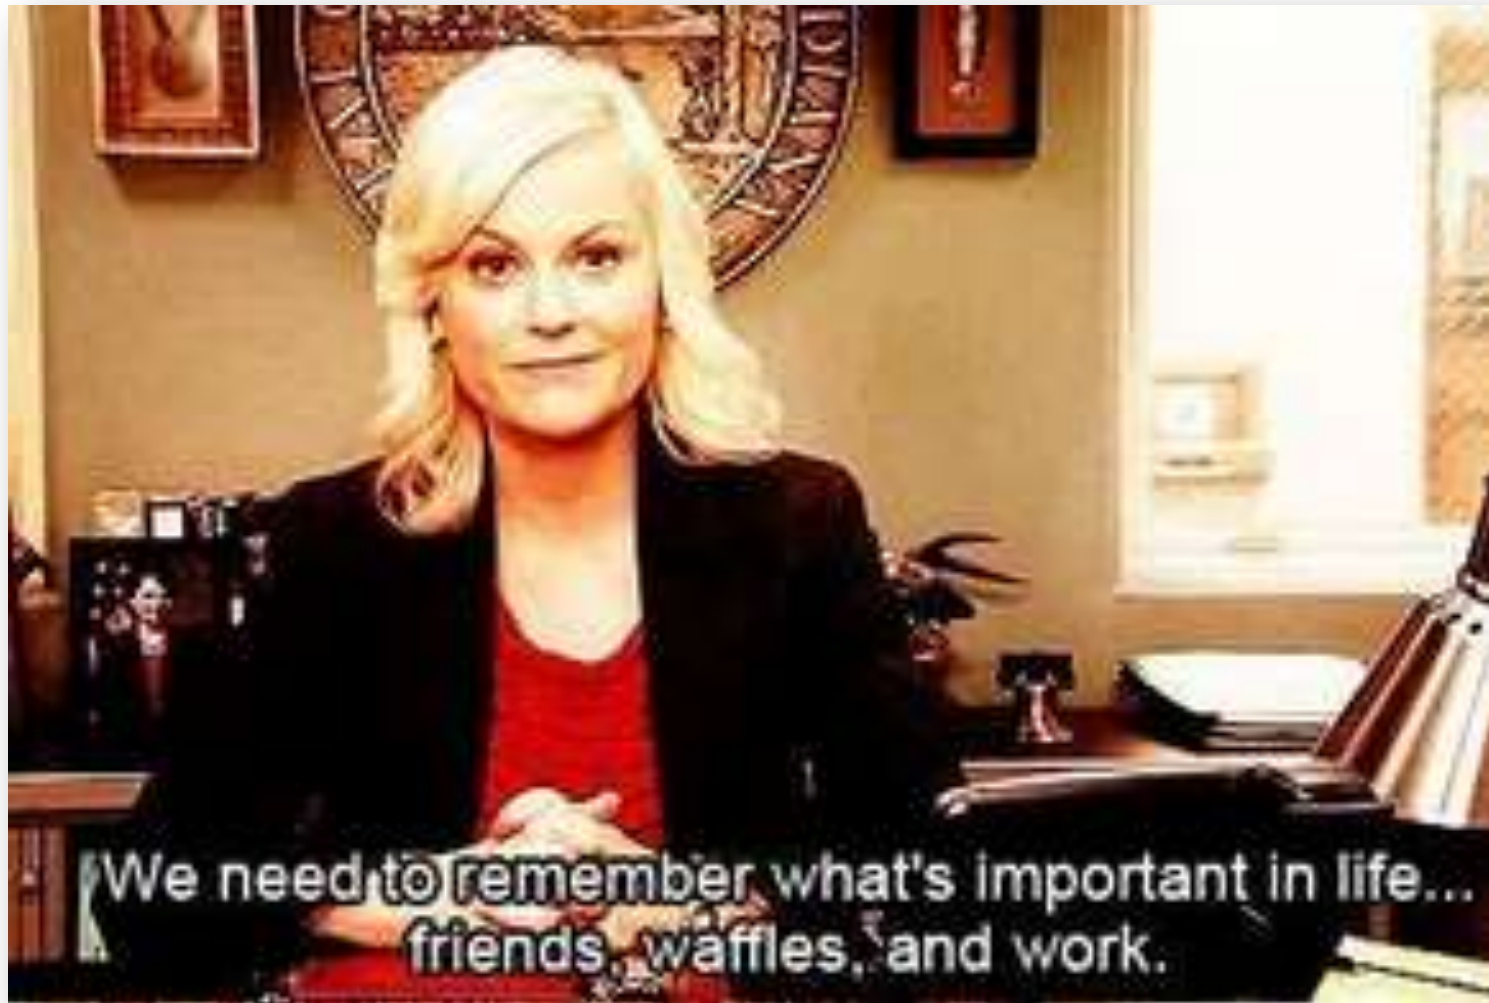 We need to remember what's important in life...
friends, waffles, and work.